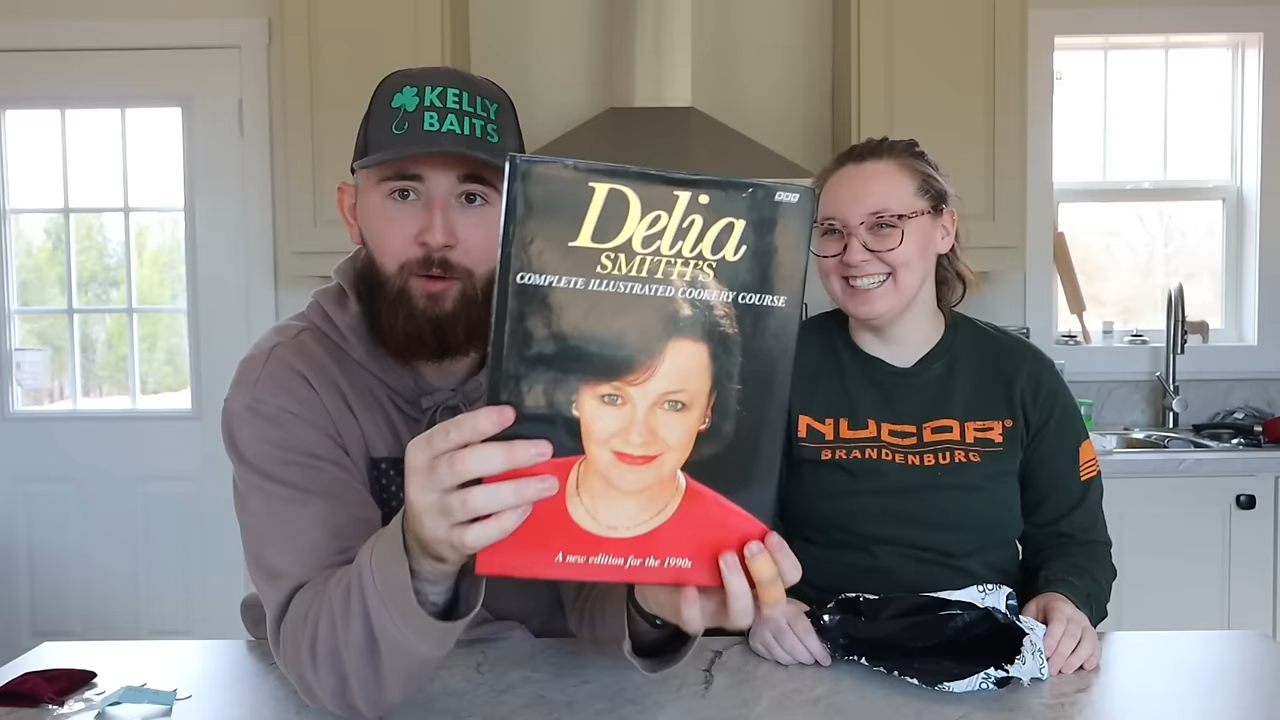 KELLY
BAITS
BBC
Delia
SMITH'S
COMPLETE ILLUSTRATED COOKERY COURSE
A new edition for the 1990s
NUCOR®
BRANDENBURG